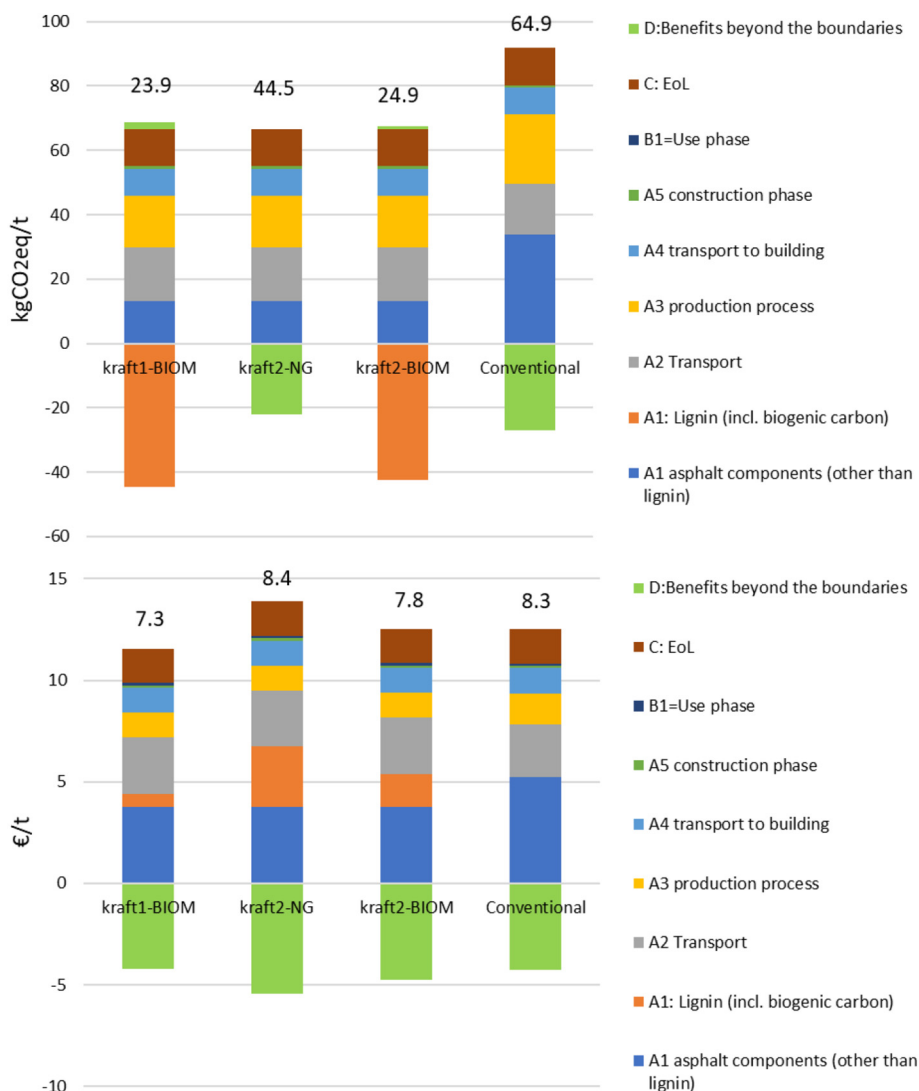 100
80
60
40
20
0
-20
-40
-60
kgCO2eq/t
23.9
44.5
24.9
64.9
kraft1-BIOM
kraft2-NG
kraft2-BIOM
Conventional
D:Benefits beyond the boundaries
C: EoL
B1=Use phase
A5 construction phase
A4 transport to building
A3 production process
A2 Transport
A1: Lignin (incl. biogenic carbon)
A1 asphalt components (other than
lignin)
15
10
5
0
-5
-10
€/t
7.3
8.4
7.8
8.3
kraft1-BIOM
kraft2-NG
kraft2-BIOM
Conventional
D:Benefits beyond the boundaries
C: EoL
B1=Use phase
A5 construction phase
A4 transport to building
A3 production process
A2 Transport
A1: Lignin (incl. biogenic carbon)
A1 asphalt components (other than
lignin)